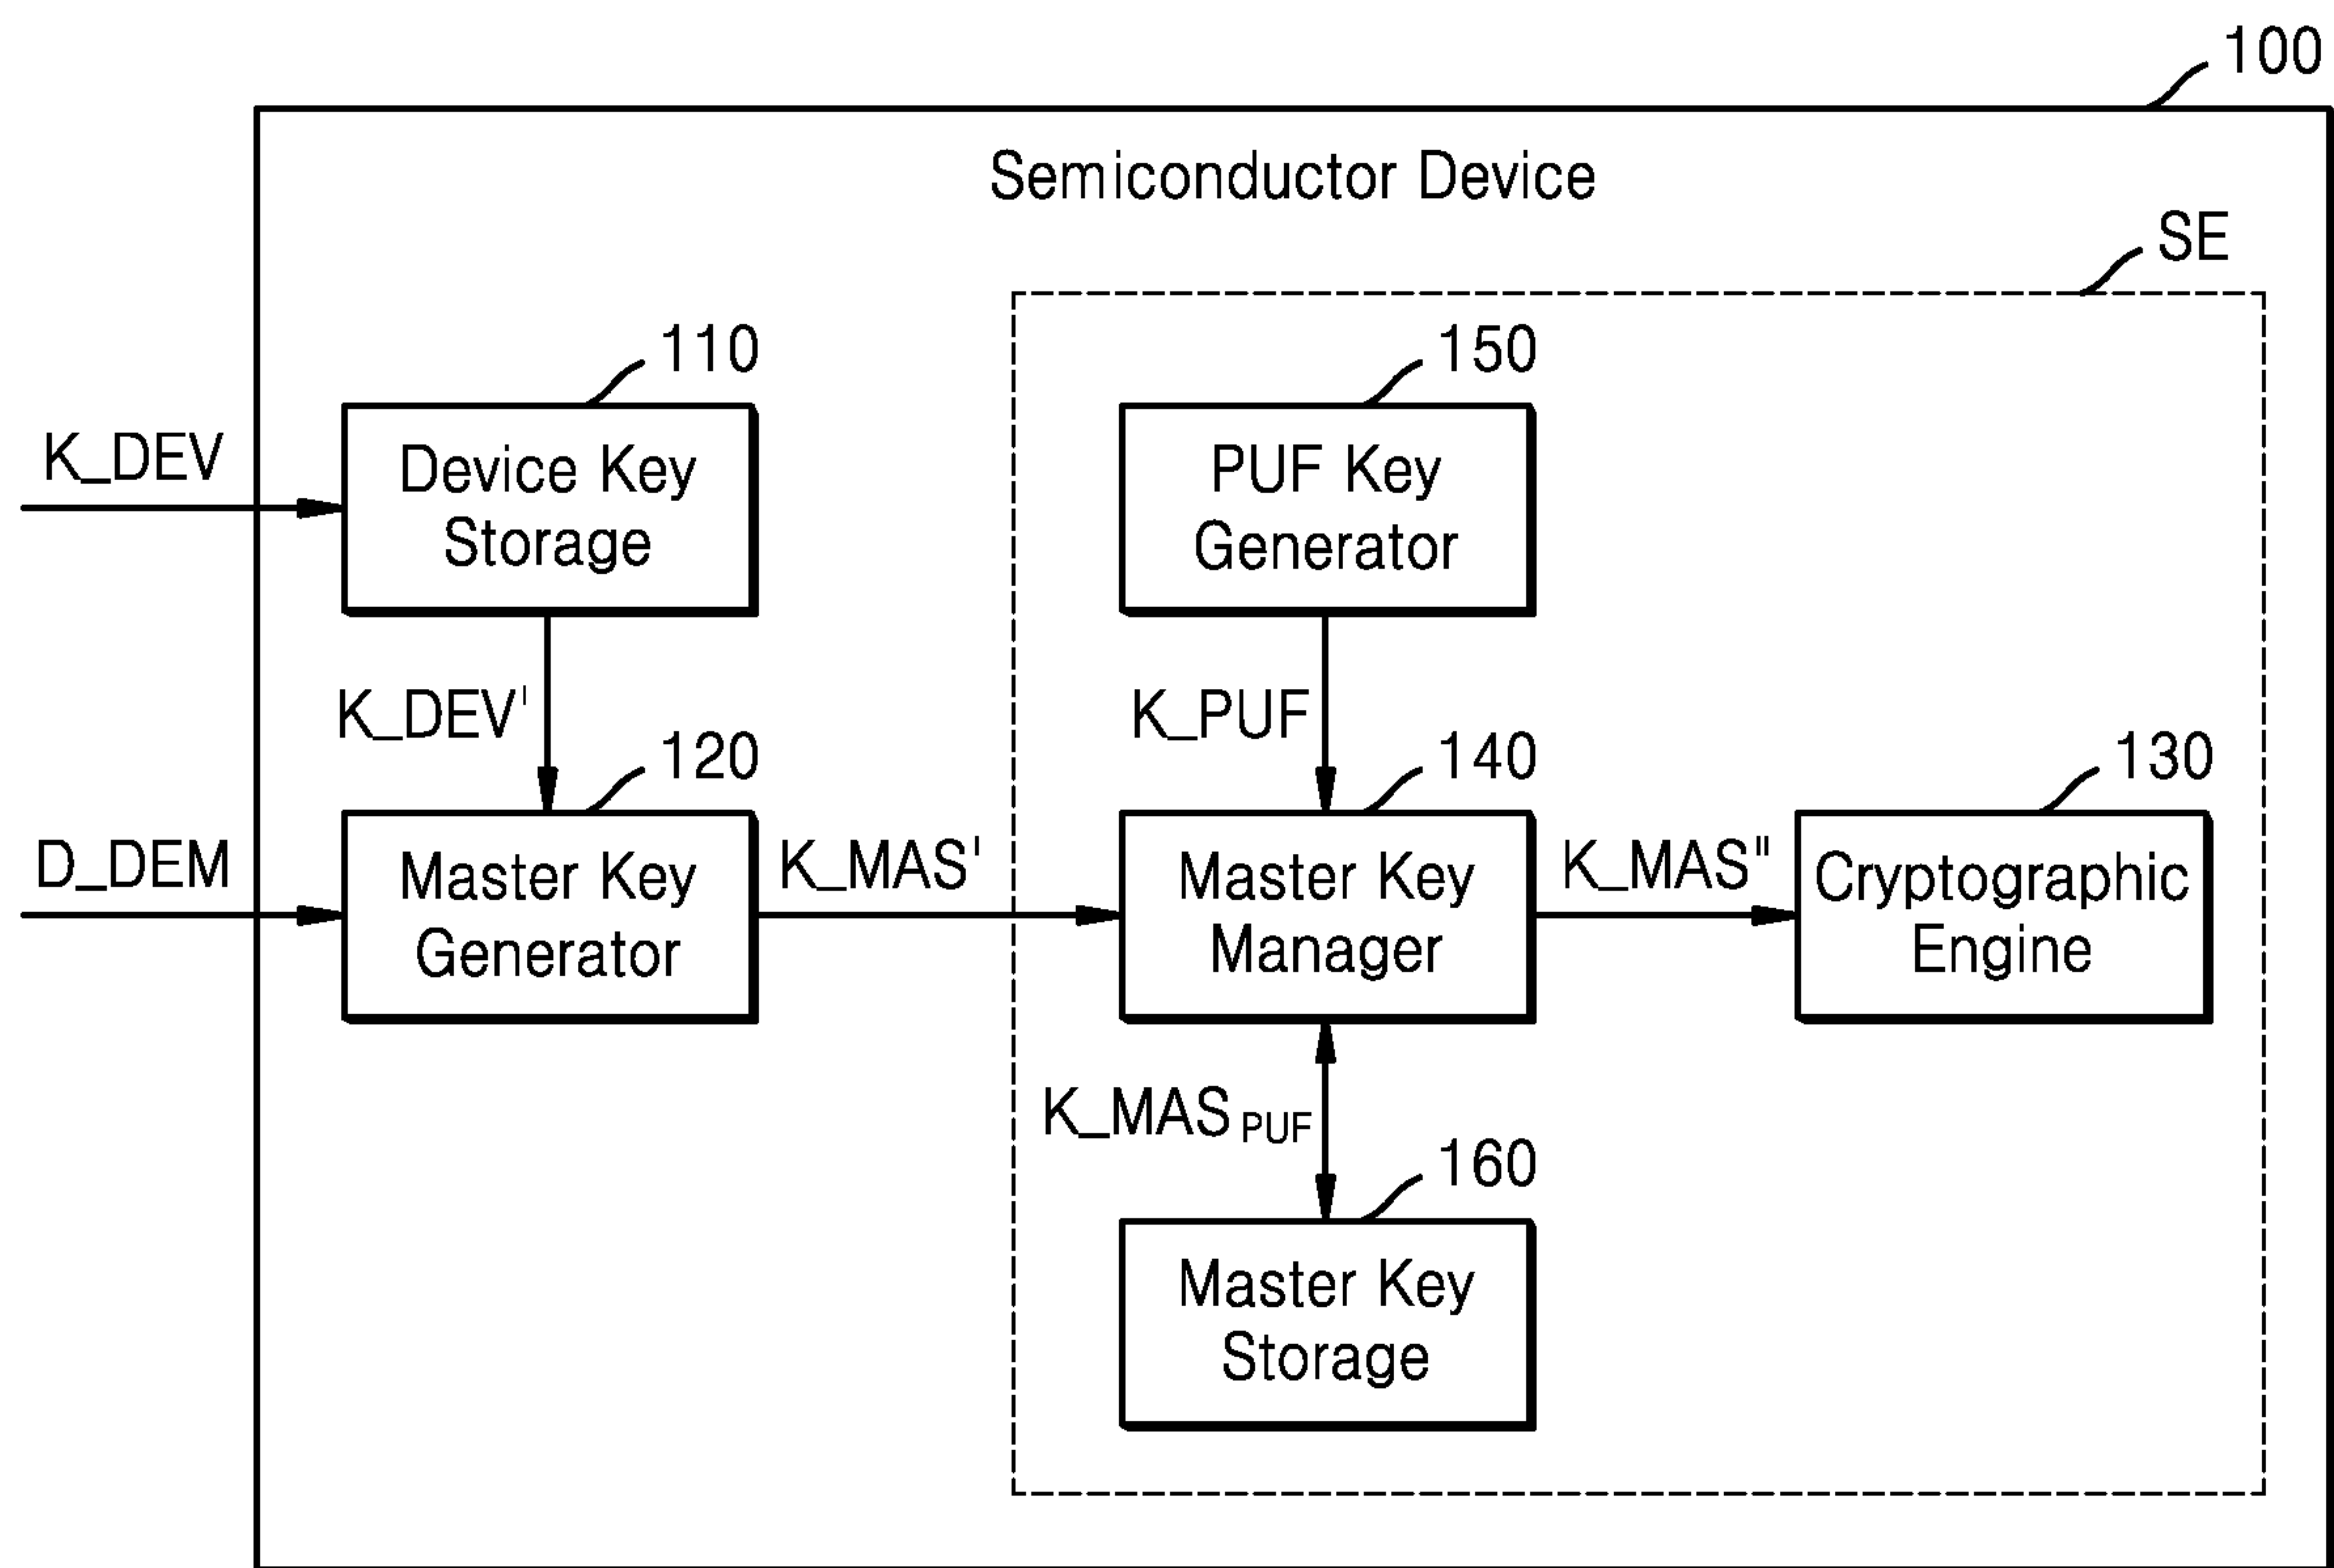 100
Semiconductor Device
SE
110
150
K_DEV
Device Key
Storage
PUF Key
Generator
K_DEV'
K_PUF
120
140
130
D_DEM
Master Key
Generator
K_MAS'
Master Key
Manager
K_MAS"
Cryptographic
Engine
K_MAS PUF
160
Master Key
Storage